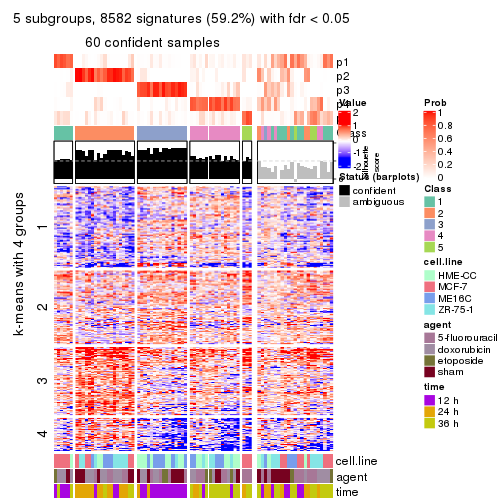 5 subgroups, 8582 signatures (59.2%) with fdr < 0.05
60 confident samples
p1
p2
p3
Value
2
1
0
-1
-2
Silhouette
score
Status (barplots)
confident
ambiguous
Prob
1
0.8
0.6
0.4
0.2
0
Class
1
2
3
4
5
cell.line
HME-CC
MCF-7
ME16C
ZR-75-1
agent
5-fluorouracil
doxorubicin
etoposide
sham
time
12 h
24 h
36 h
k-means with 4 groups
1
2
3
4
cell.line
agent
time